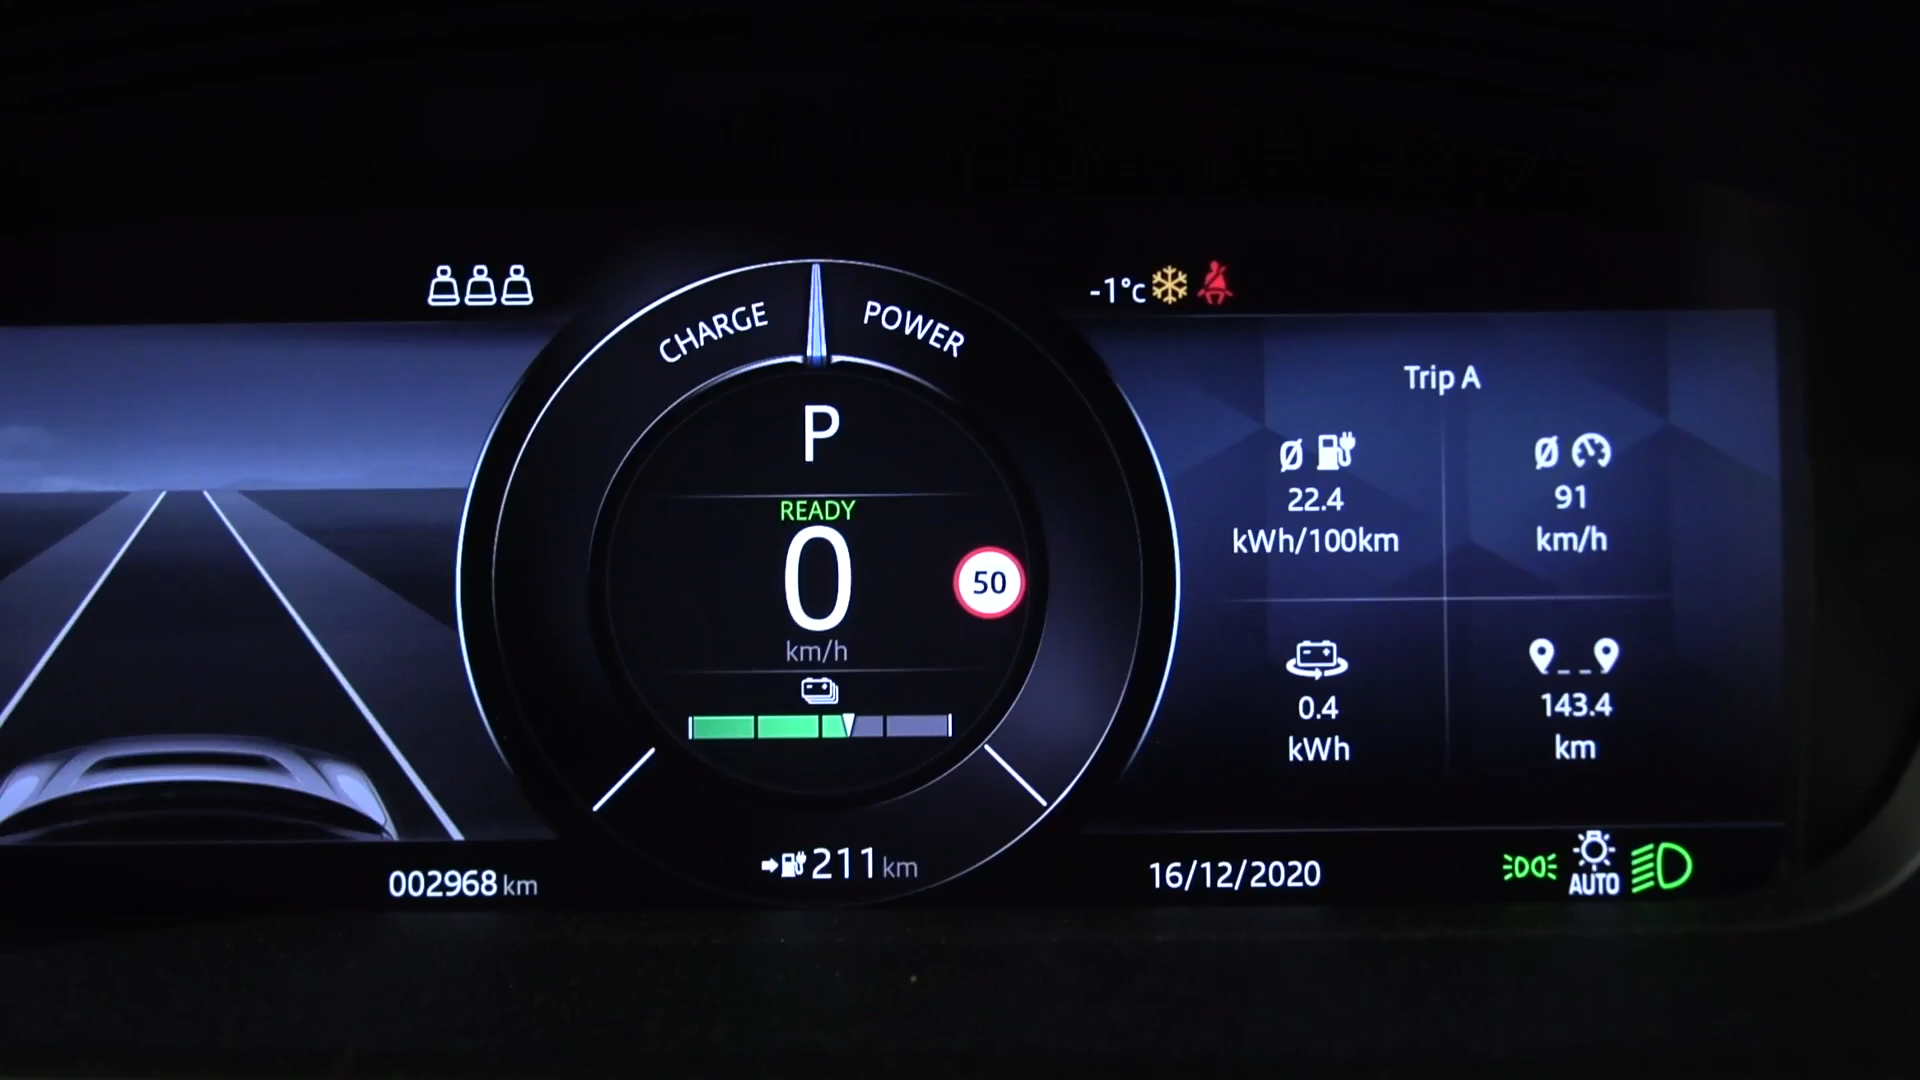 -1°c
CHARGE
POWER
Trip A
P
Ø
Ø
22.4
91
READY
kWh/100km
km/h
0
50
km/h
0.4
143.4
kWh
km
211 km
002968 km
16/12/2020
AUTO